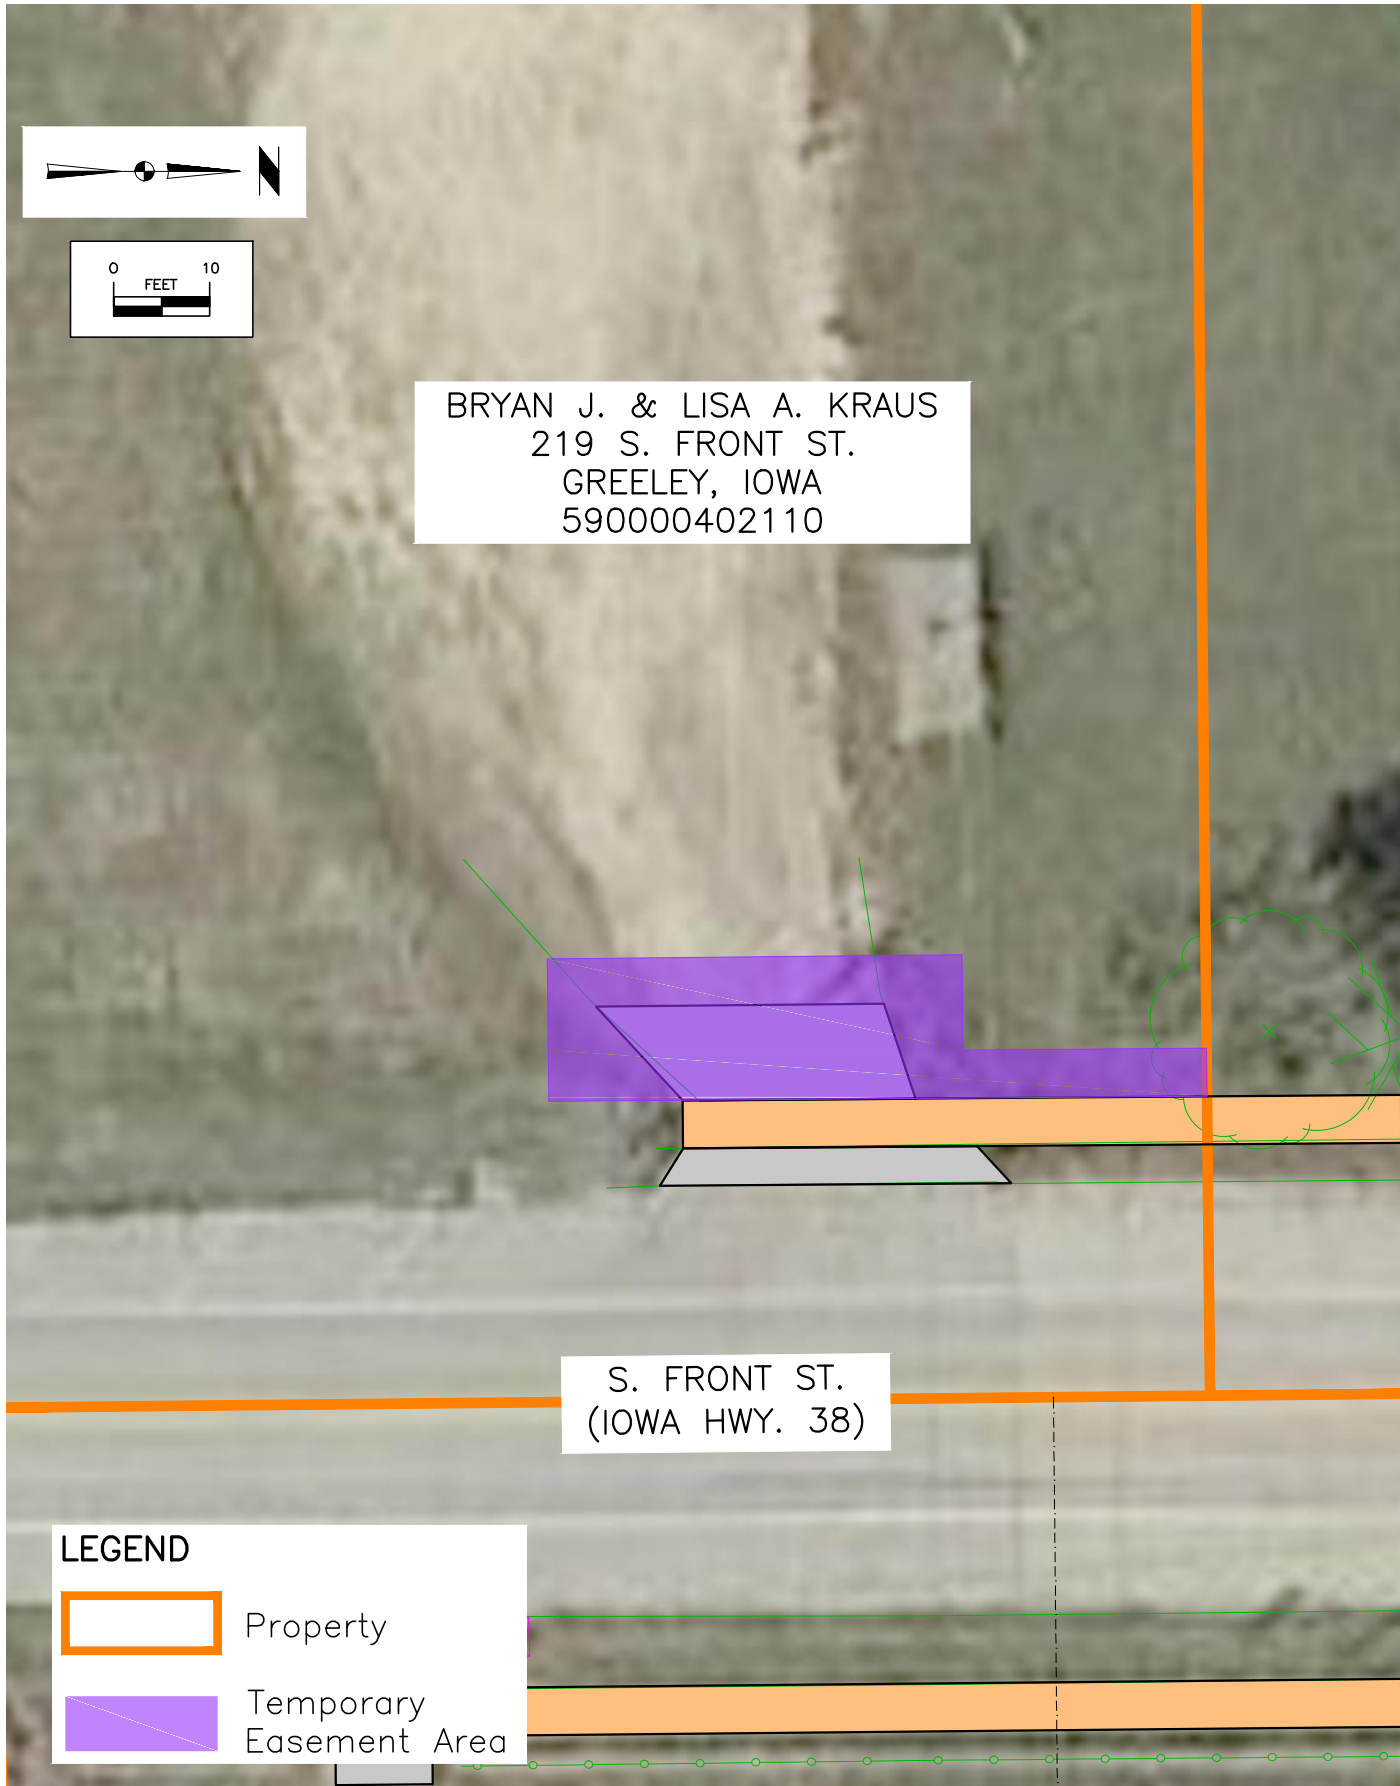 N
0 10
FEET
BRYAN J. & LISA A. KRAUS
219 S. FRONT ST.
GREELEY, IOWA
590000402110
S. FRONT ST.
(IOWA HWY. 38)
LEGEND
Property
Temporary
Easement Area